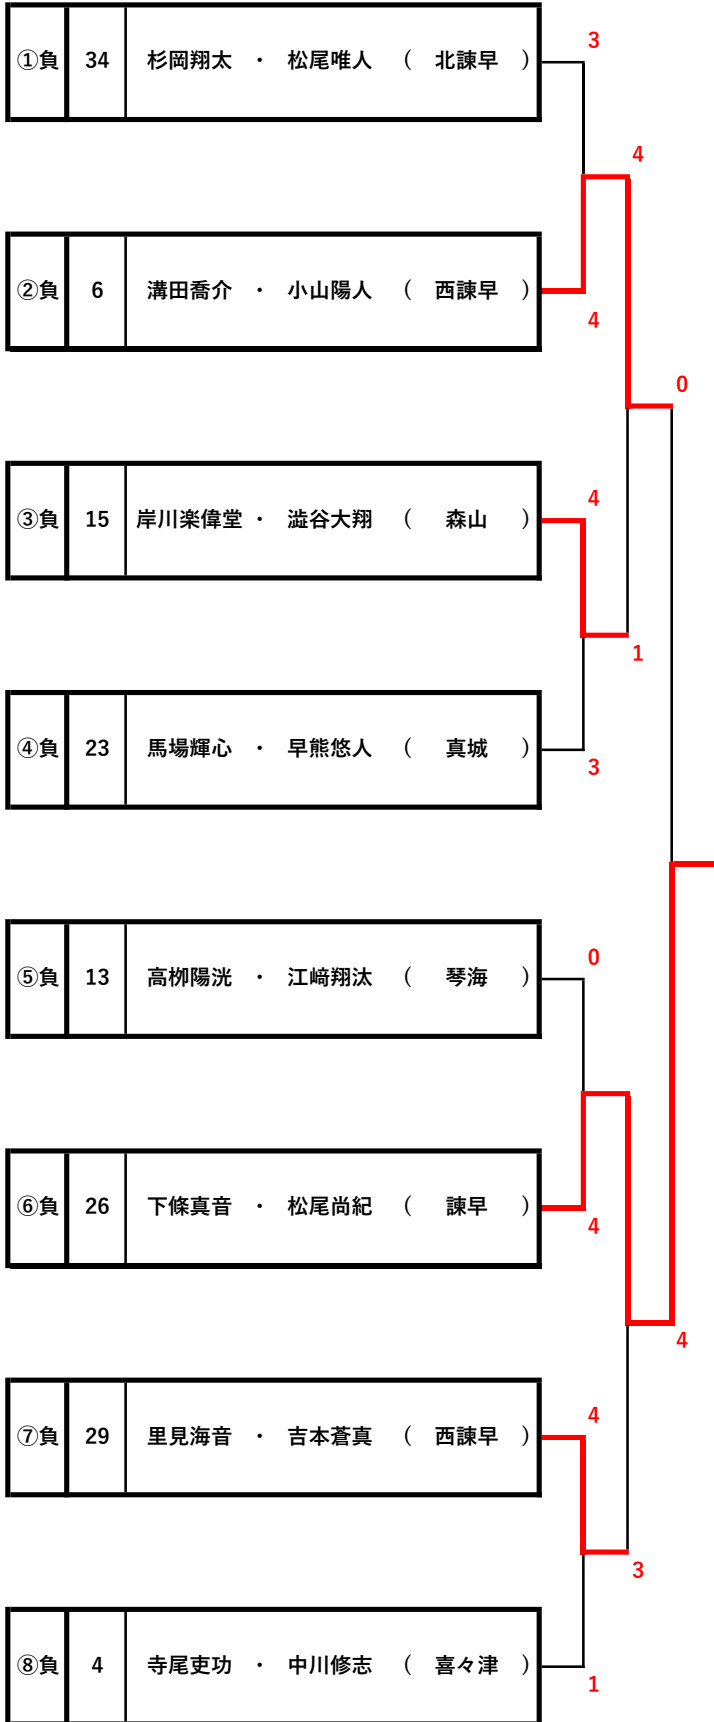 3
①負 34 杉岡翔太 ・ 松尾唯人 ( 北諫早 )
4
②負 6 溝田喬介 ・ 小山陽人 ( 西諫早 )
4
0
4
③負 15 岸川楽偉堂 ・ 澁谷大翔 ( 森山 )
1
④負 23 馬場輝心 ・ 早熊悠人 ( 真城 )
3
0
⑤負 13 高栁陽洸 ・ 江﨑翔汰 ( 琴海 )
⑥負 26 下條真音 ・ 松尾尚紀 ( 諫早 )
4
4
4
⑦負 29 里見海音 ・ 吉本蒼真 ( 西諫早 )
3
⑧負 4 寺尾吏功 ・ 中川修志 ( 喜々津 )
1